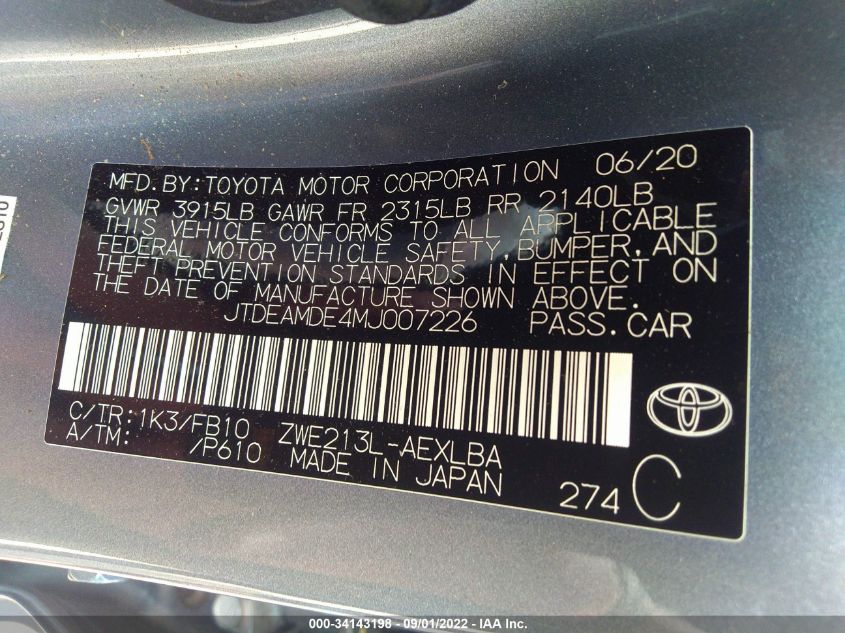 MFD. BY: TOYOTA MOTOR CORPORATION 06/20
GVWR 3915LB GAWR FR 2315LB RR 2140LB
THIS VEHICLE CONFORMS TO ALL APPLICABLE
FEDERAL MOTOR VEHICLE SAFETY, BUMPER, AND
THEFT PREVENTION STANDARDS IN EFFECT ON
THE DATE OF MANUFACTURE SHOWN ABOVE.
JTDEAMDE4MJ007226 PASS. CAR
C/TR: 1K3/FB10 ZWE213L-AEXLBA
A/TM: /P610 MADE IN JAPAN
274 C
000-34143198 - 09/01/2022 - IAA Inc.